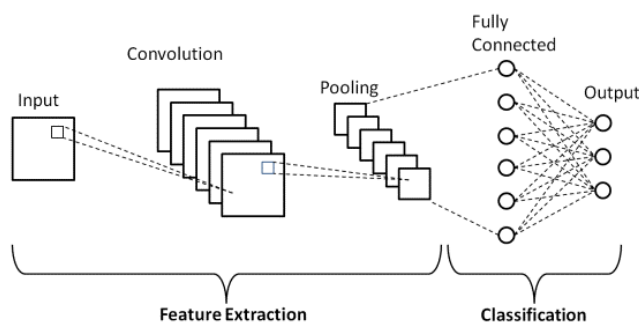 Fully
Connected
Convolution
Pooling
Input
Output
Feature Extraction
Classification